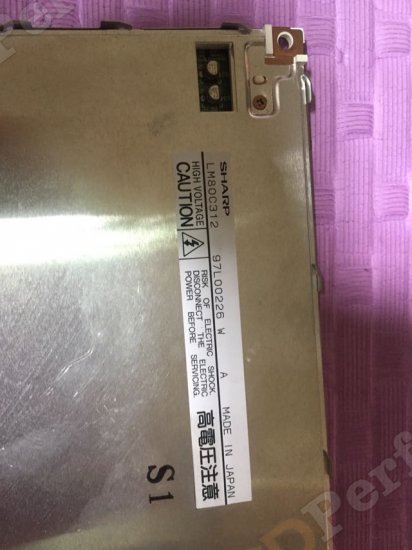 SHARP
LM80C312 97L00226 W A MADE IN JAPAN
HIGH VOLTAGE
CAUTION
RISK OF ELECTRIC SHOCK.
DISCONNECT THE ELECTRIC
POWER BEFORE SERVICING.
高電圧注意
S1